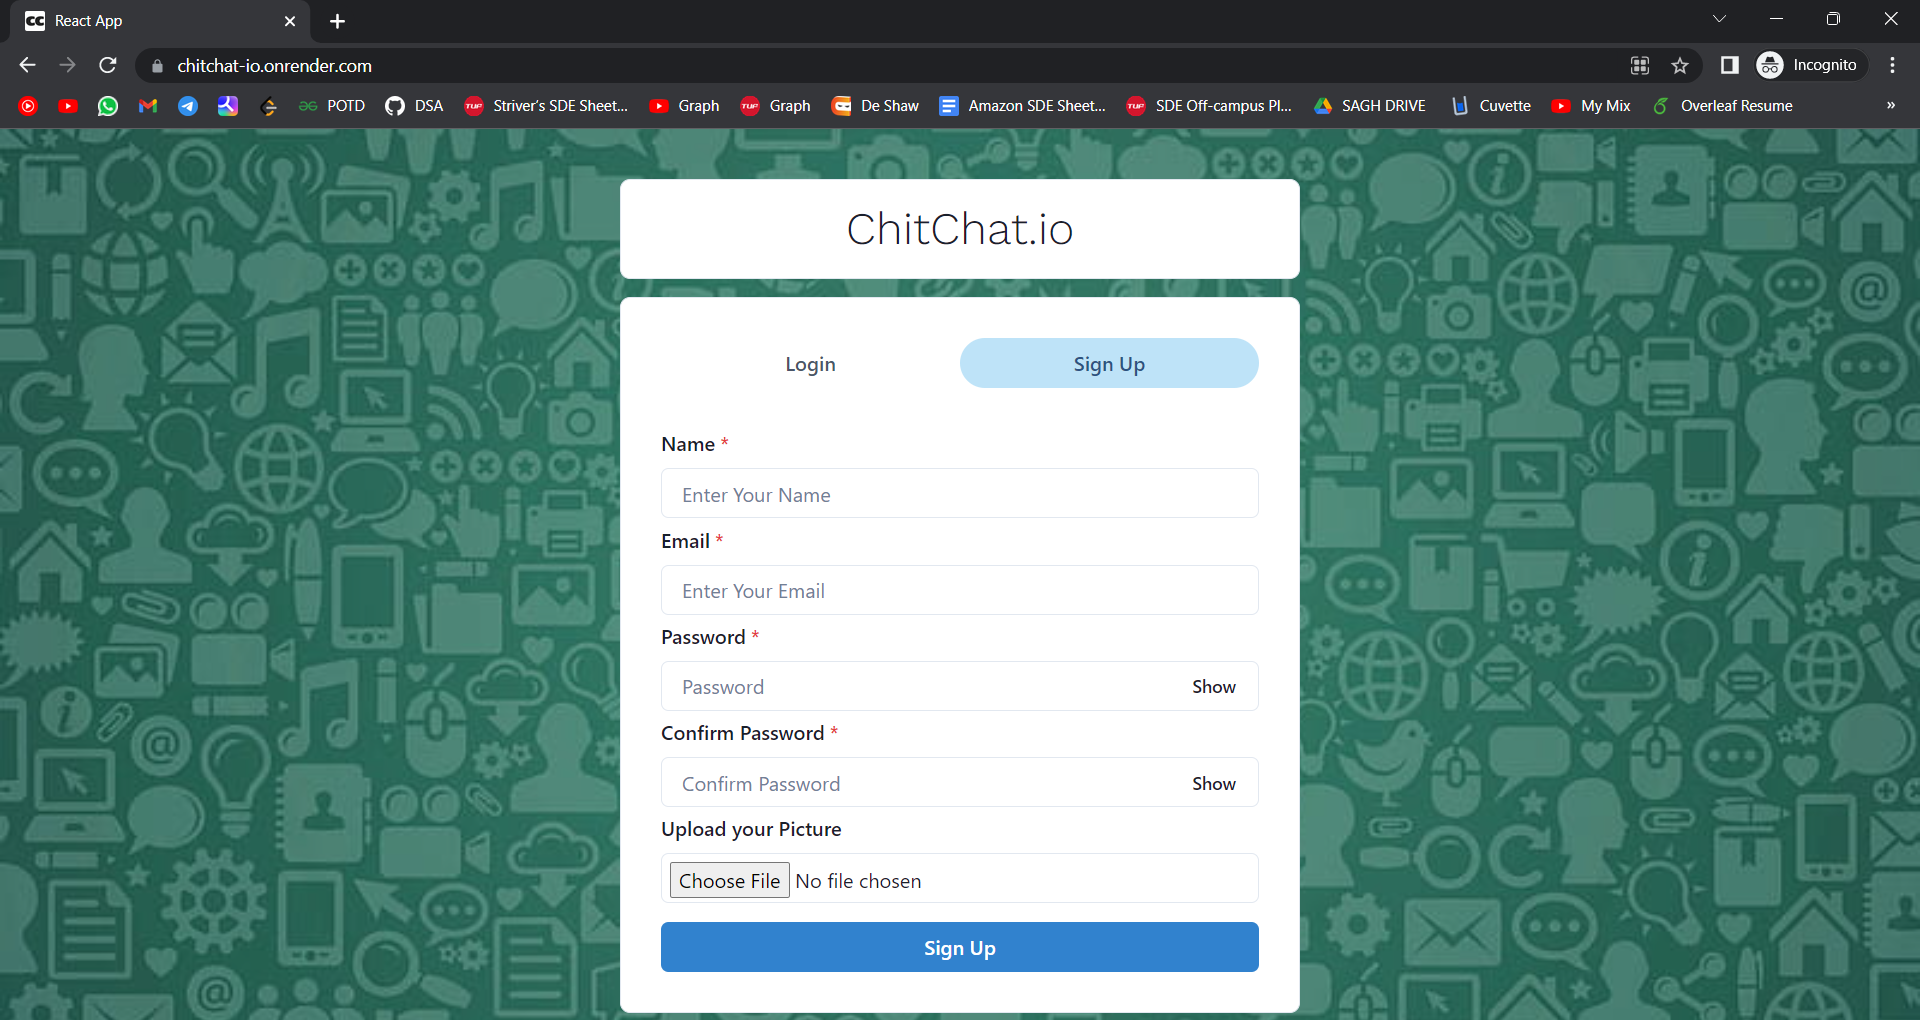 React App
chitchat-io.onrender.com
Incognito
POTD DSA Striver's SDE Sheet... Graph Graph De Shaw Amazon SDE Sheet... SDE Off-campus Pl... SAGH DRIVE Cuvette My Mix Overleaf Resume »
ChitChat.io
Login Sign Up
Name *
Enter Your Name
Email *
Enter Your Email
Password *
Password Show
Confirm Password *
Confirm Password Show
Upload your Picture
Choose File No file chosen
Sign Up